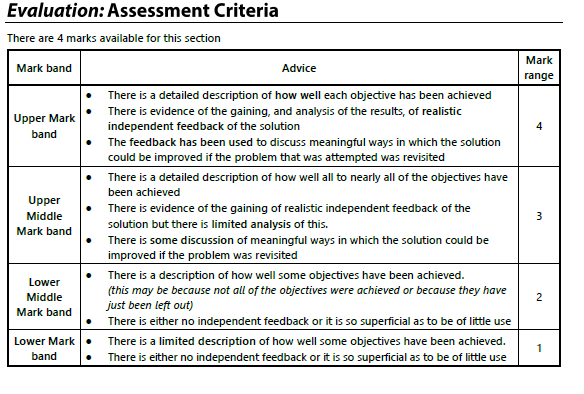 Evaluation: Assessment Criteria
There are 4 marks available for this section
Mark band
Advice
Mark
range
Upper Mark
band
• There is a detailed description of how well each objective has been achieved
• There is evidence of the gaining, and analysis of the results, of realistic
independent feedback of the solution
• The feedback has been used to discuss meaningful ways in which the solution
could be improved if the problem that was attempted was revisited
4
Upper
Middle
Mark band
• There is a detailed description of how well all to nearly all of the objectives have
been achieved
• There is evidence of the gaining of realistic independent feedback of the
solution but there is limited analysis of this.
• There is some discussion of meaningful ways in which the solution could be
improved if the problem was revisited
3
Lower
Middle
Mark band
• There is a description of how well some objectives have been achieved.
(this may be because not all of the objectives were achieved or because they have
just been left out)
• There is either no independent feedback or it is so superficial as to be of little use
2
Lower Mark
band
• There is a limited description of how well some objectives have been achieved.
• There is either no independent feedback or it is so superficial as to be of little use
1